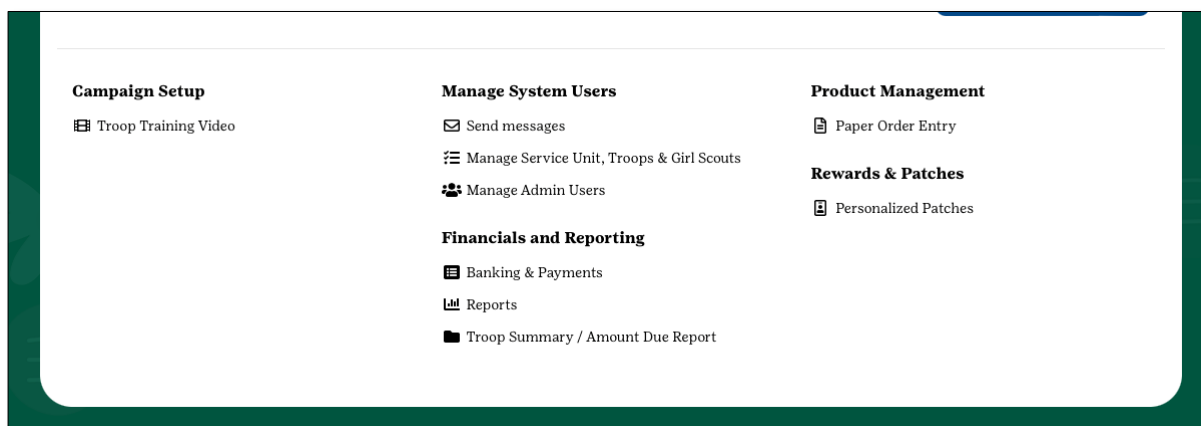 Campaign Setup
Troop Training Video
Manage System Users
Send messages
Manage Service Unit, Troops & Girl Scouts
Manage Admin Users
Financials and Reporting
Banking & Payments
Reports
Troop Summary / Amount Due Report
Product Management
Paper Order Entry
Rewards & Patches
Personalized Patches